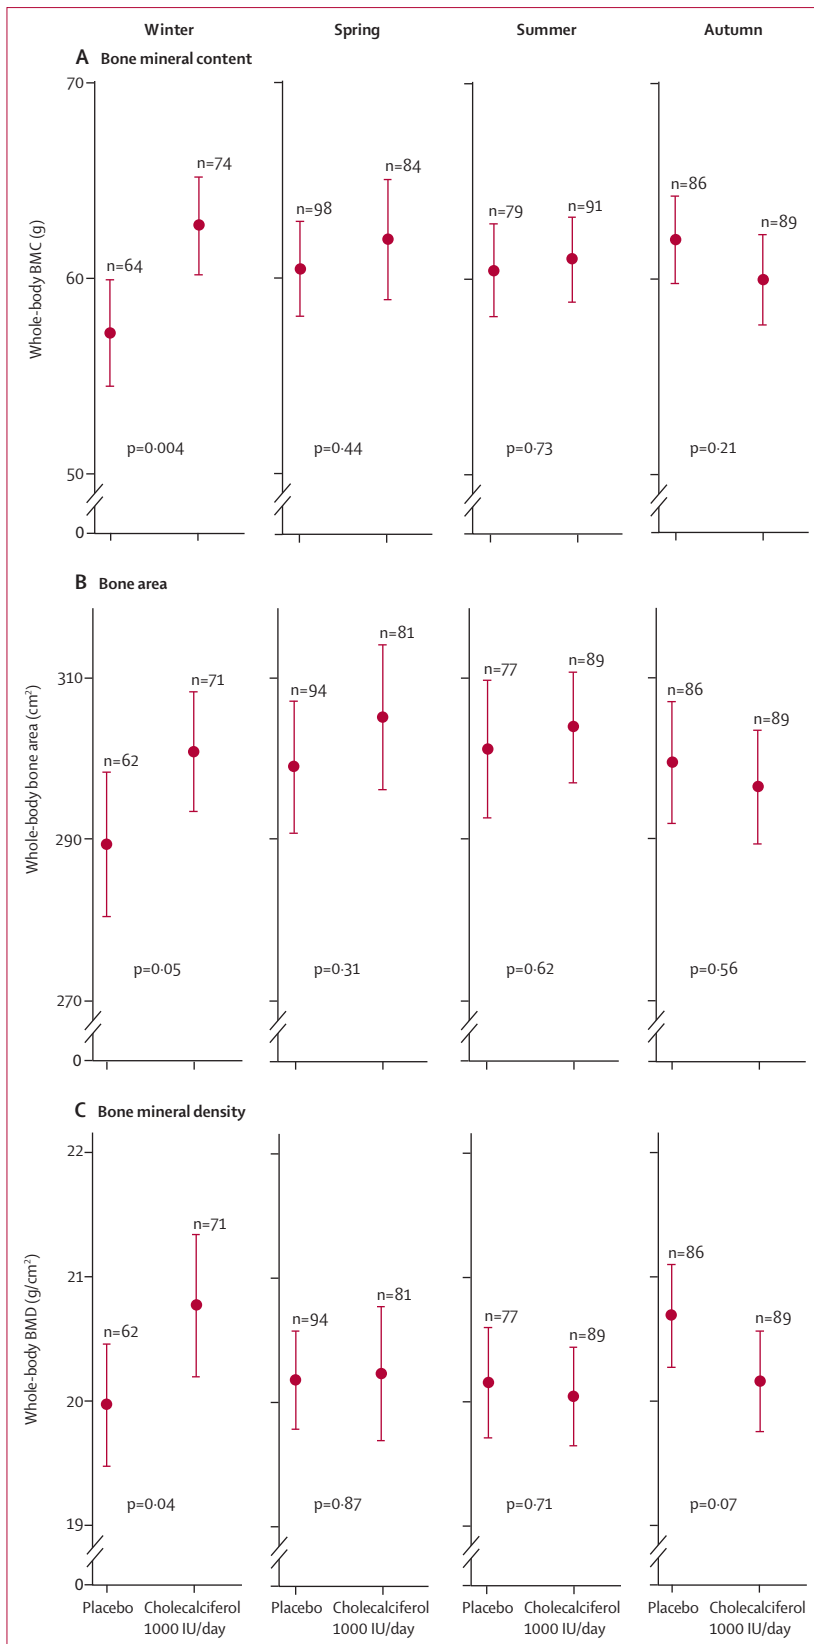 Winter Spring Summer Autumn
A Bone mineral content
70
n=74 n=84
n=86
n=98 n=79 n=91
n=89
n=64
Whole-body BMC (g)
60
p=0·004 p=0·44 p=0·73 p=0·21
50
0
B Bone area
n=81
n=71 n=94 n=77 n=89 n=86
n=89
n=62
310
Whole-body bone area (cm²)
290
p=0·05 p=0·31 p=0·62 p=0·56
270
0
C Bone mineral density
22
n=71
n=86
21
n=81
n=62 n=94 n=77 n=89 n=89
Whole-body BMD (g/cm²)
20
p=0·04 p=0·87 p=0·71 p=0·07
19
0
Placebo Cholecalciferol Placebo Cholecalciferol Placebo Cholecalciferol Placebo Cholecalciferol
1000 IU/day 1000 IU/day 1000 IU/day 1000 IU/day